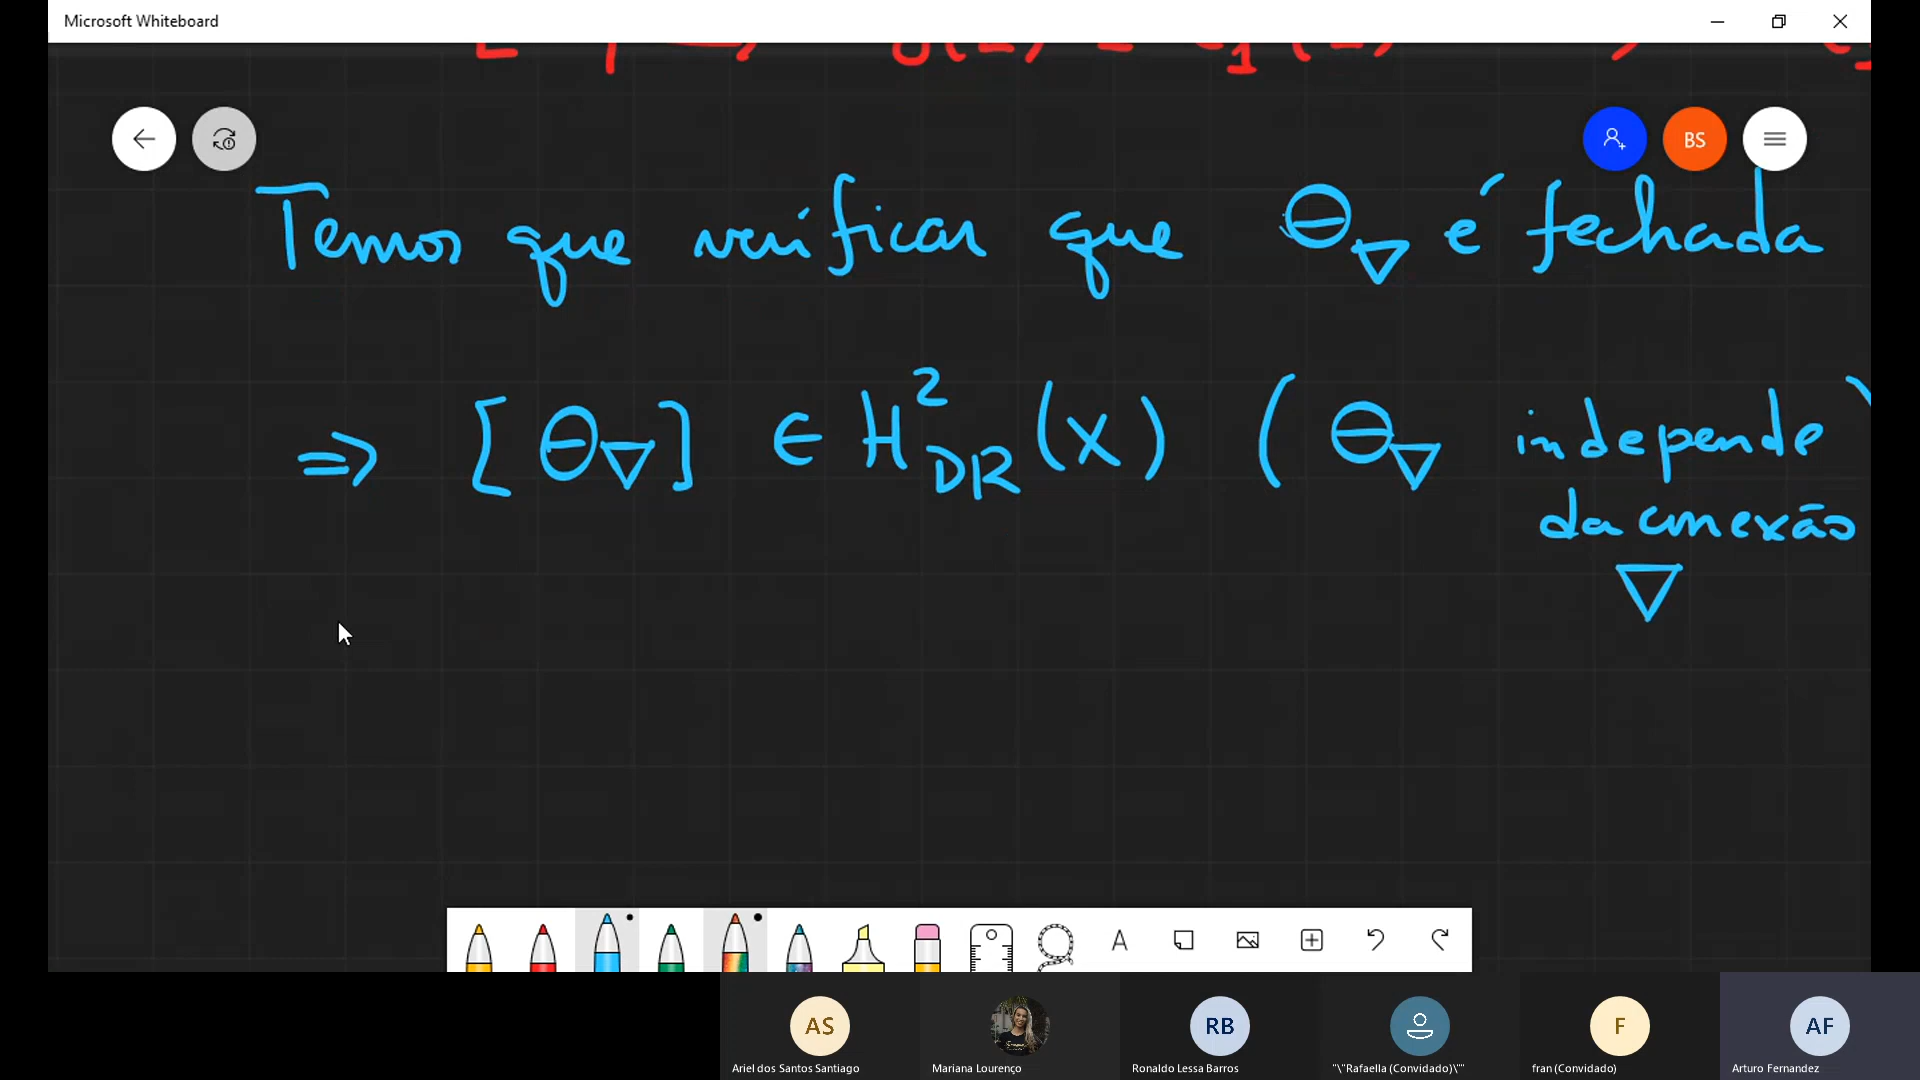 Microsoft Whiteboard
BS
Temos que verificar que Θ∇ é fechada
⇒ [Θ∇] ∈ H²DR(X) (Θ∇ independe)
da conexão
∇
A
AS
RB
F
AF
Ariel dos Santos Santiago
Mariana Lourenço
Ronaldo Lessa Barros
"\"Rafaella (Convidado)\""
fran (Convidado)
Arturo Fernandez